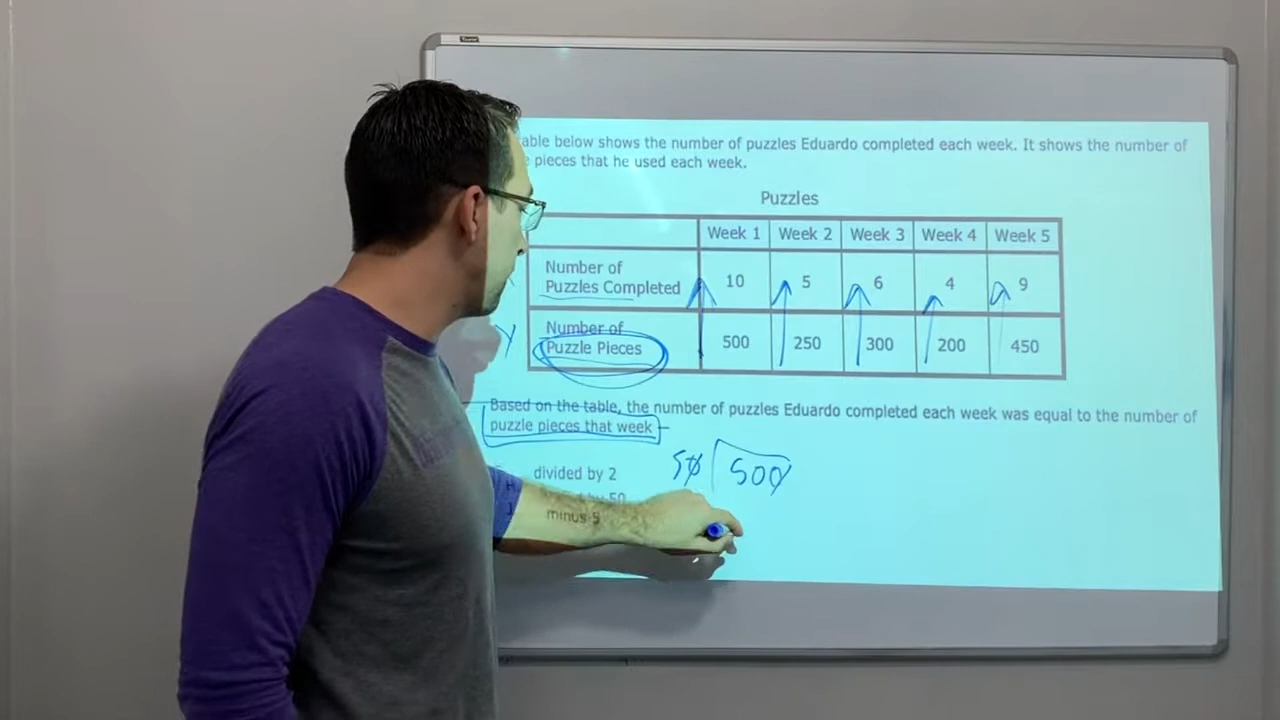 able below shows the number of puzzles Eduardo completed each week. It shows the number of
pieces that he used each week.
Puzzles
Week 1 Week 2 Week 3 Week 4 Week 5
Number of
Puzzles Completed 10 5 6 4 9
Number of
Puzzle Pieces 500 250 300 200 450
Y
Based on the table, the number of puzzles Eduardo completed each week was equal to the number of
puzzle pieces that week
divided by 2
50 500
by 50
minus 5